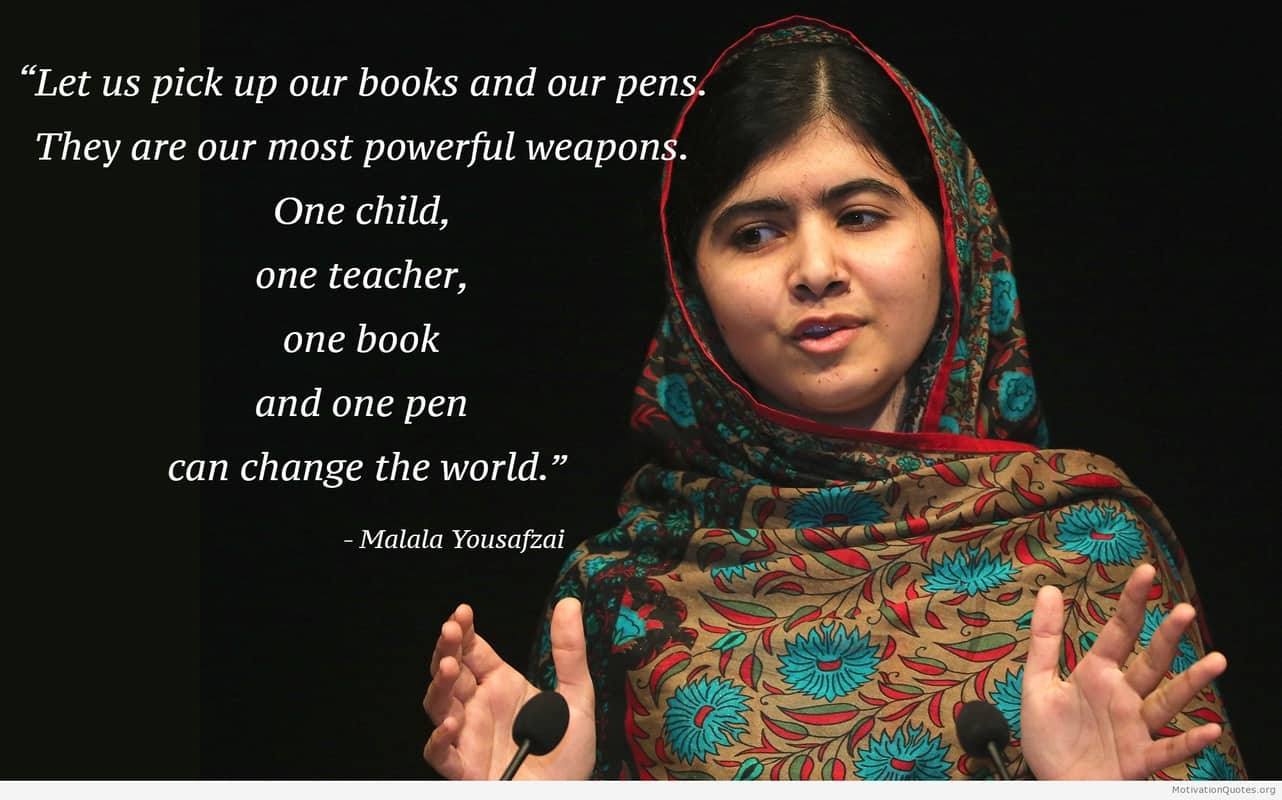 “Let us pick up our books and our pens.
They are our most powerful weapons.
One child,
one teacher,
one book
and one pen
can change the world.”
- Malala Yousafzai
MotivationQuotes.org